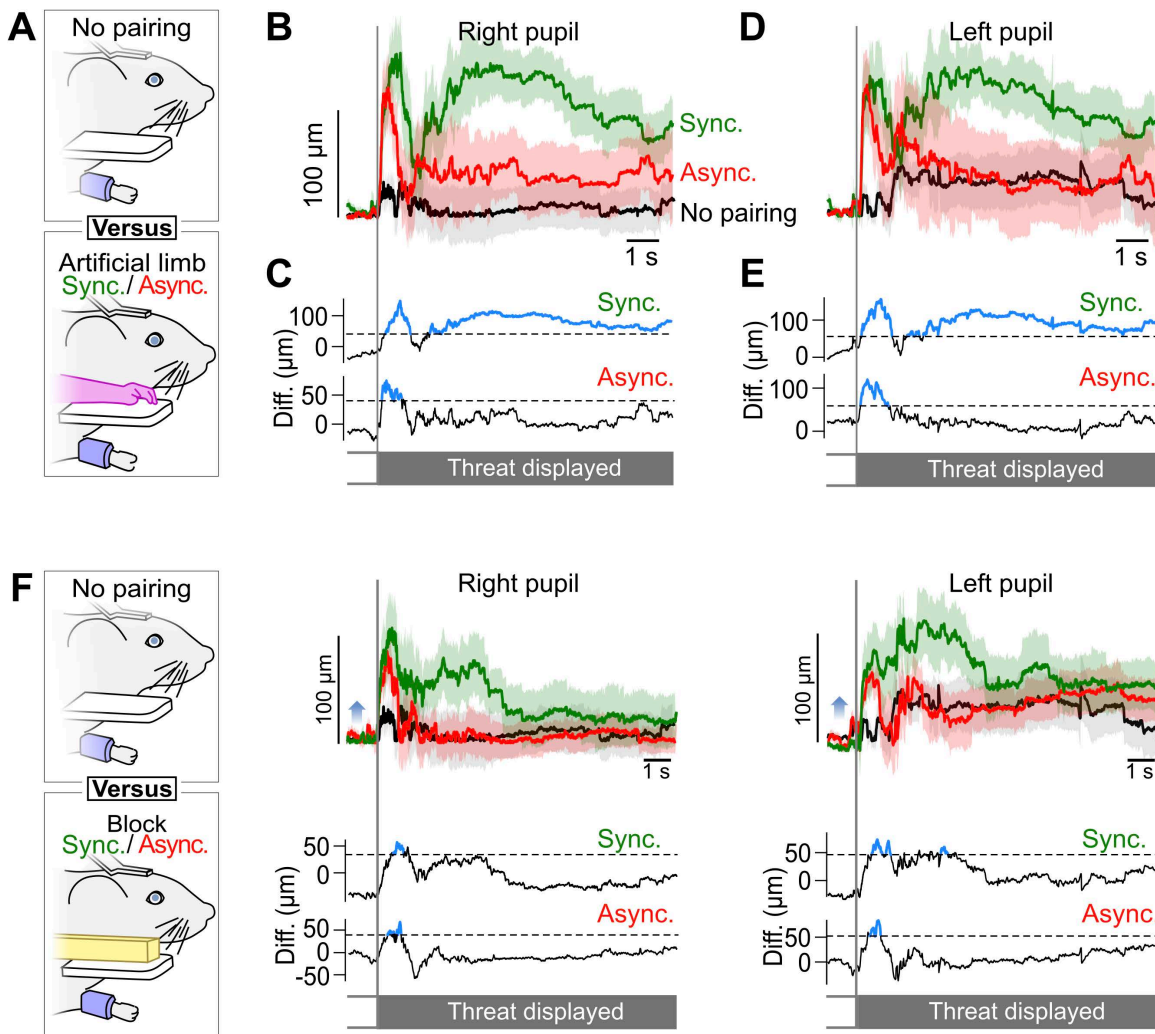 A
No pairing
Versus
Artificial limb
Sync./ Async.
B
Right pupil
100 µm
Sync.
Async.
No pairing
1 s
C
Diff. (µm)
100
0
Sync.
50
0
Async.
Threat displayed
D
Left pupil
1 s
E
100
0
Sync.
100
0
Async.
Threat displayed
F
No pairing
Versus
Block
Sync./ Async.
Right pupil
100 µm
1 s
Diff. (µm)
50
0
Sync.
Diff. (µm)
50
0
-50
Async.
Threat displayed
Left pupil
100 µm
1 s
Diff. (µm)
50
0
Sync.
Diff. (µm)
50
0
Async
Threat displayed